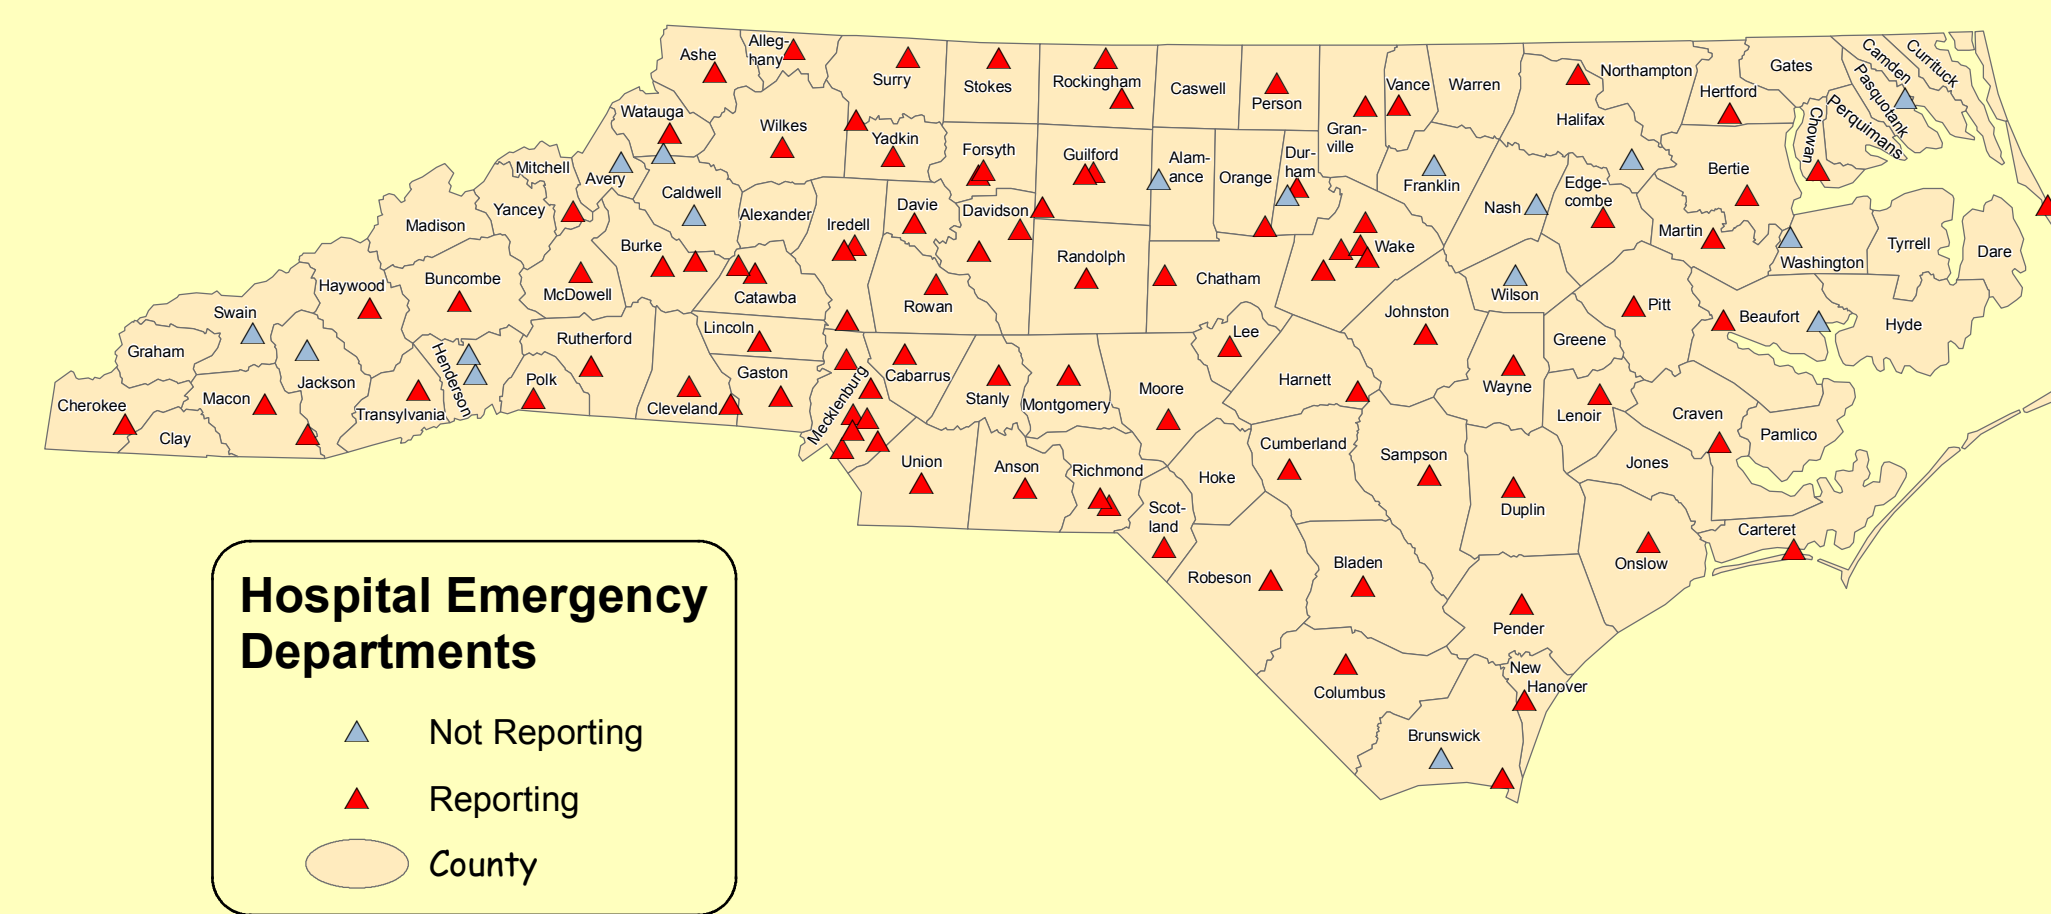 Ashe
Alleg-
hany
Surry
Stokes
Rockingham
Caswell
Person
Gran-
ville
Vance
Warren
Halifax
Northampton
Hertford
Gates
Camden
Currituck
Pasquotank
Perquimans
Chowan
Watauga
Wilkes
Yadkin
Forsyth
Guilford
Alam-
ance
Orange
Dur-
ham
Franklin
Nash
Edge-
combe
Bertie
Mitchell
Avery
Caldwell
Alexander
Iredell
Davie
Davidson
Yancey
Madison
Burke
Randolph
Chatham
Wake
Martin
Washington
Tyrrell
Dare
Haywood
Buncombe
McDowell
Catawba
Rowan
Wilson
Pitt
Beaufort
Hyde
Swain
Graham
Rutherford
Lincoln
Lee
Johnston
Greene
Henderson
Jackson
Polk
Gaston
Mecklenburg
Cabarrus
Stanly
Montgomery
Moore
Harnett
Wayne
Lenoir
Craven
Pamlico
Cherokee
Clay
Macon
Transylvania
Cleveland
Union
Anson
Richmond
Scot-
land
Hoke
Cumberland
Sampson
Duplin
Jones
Carteret
Onslow
Robeson
Bladen
Pender
Columbus
New
Hanover
Brunswick
Hospital Emergency
Departments
Not Reporting
Reporting
County